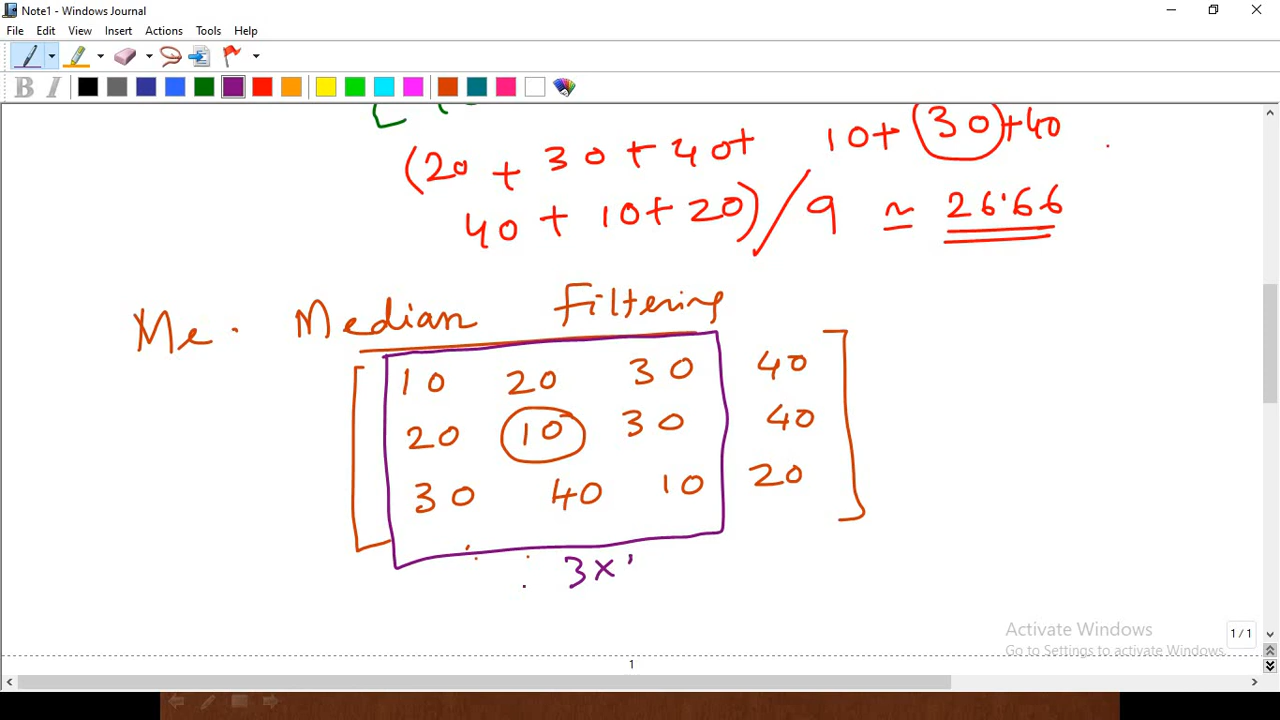 Note1 - Windows Journal
File Edit View Insert Actions Tools Help
B I
(20 + 30 + 40+ 10+ 30 +40
40 + 10+ 20) / 9 ≃ 26.66
Me. Median Filtering
10 20 30 40
20 10 30 40
30 40 10 20
3x
Activate Windows
Go to Settings to activate Windows.
1/1
1